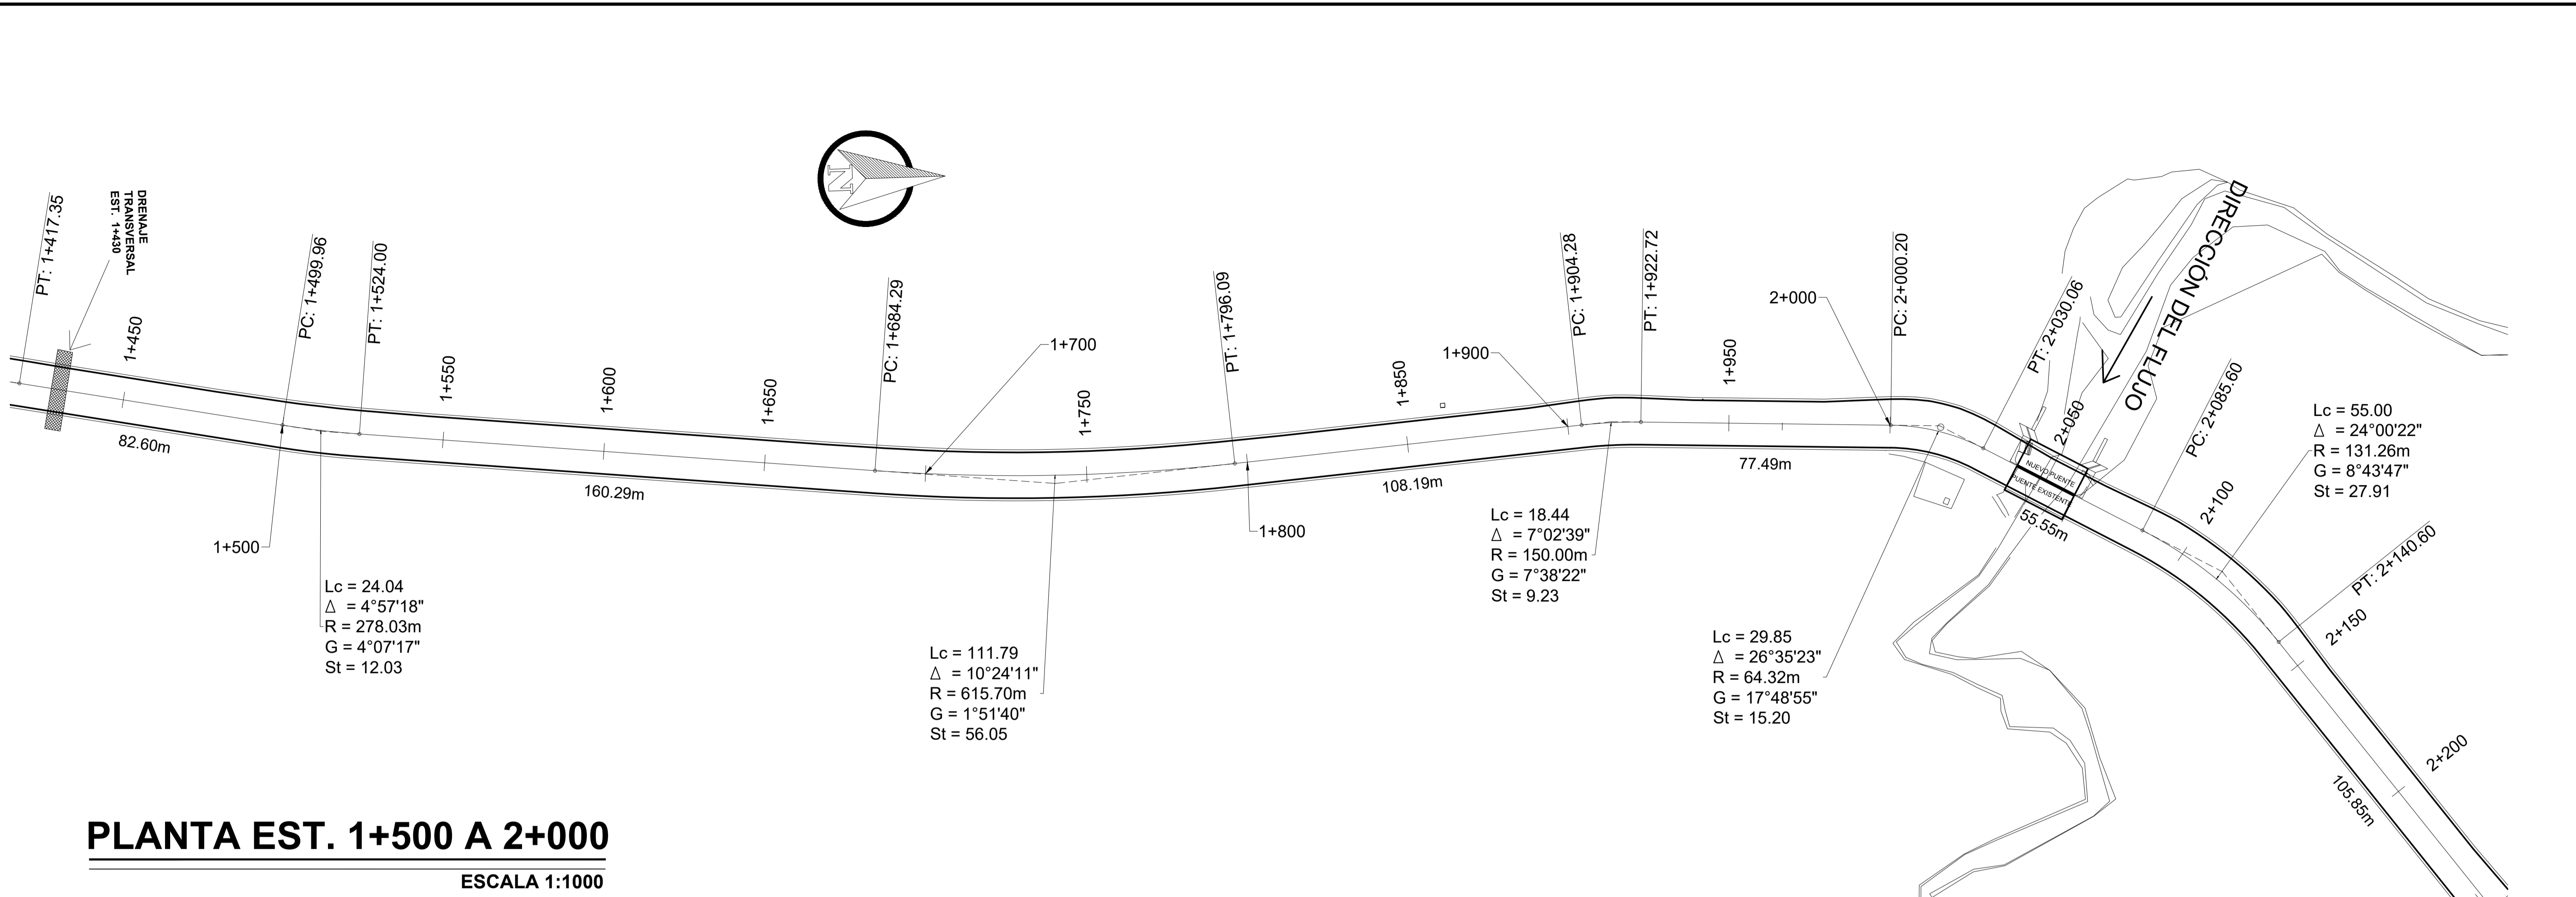 PT: 1+417.35
DRENAJE
TRANSVERSAL
EST. 1+430
1+450
PC: 1+499.96
PT: 1+524.00
1+550
1+600
1+650
PC: 1+684.29
N
1+700
1+750
PT: 1+796.09
1+850
1+900
PC: 1+904.28
PT: 1+922.72
1+950
2+000
PC: 2+000.20
PT: 2+030.06
DIRECCIÓN DEL FLUJO
2+050
PC: 2+085.60
2+100
Lc = 55.00
Δ = 24°00'22"
R = 131.26m
G = 8°43'47"
St = 27.91
PT: 2+140.60
2+150
2+200
82.60m
160.29m
108.19m
77.49m
NUEVO PUENTE
PUENTE EXISTENTE
55.55m
105.85m
1+500
Lc = 24.04
Δ = 4°57'18"
R = 278.03m
G = 4°07'17"
St = 12.03
1+800
Lc = 111.79
Δ = 10°24'11"
R = 615.70m
G = 1°51'40"
St = 56.05
Lc = 18.44
Δ = 7°02'39"
R = 150.00m
G = 7°38'22"
St = 9.23
Lc = 29.85
Δ = 26°35'23"
R = 64.32m
G = 17°48'55"
St = 15.20
PLANTA EST. 1+500 A 2+000
ESCALA 1:1000